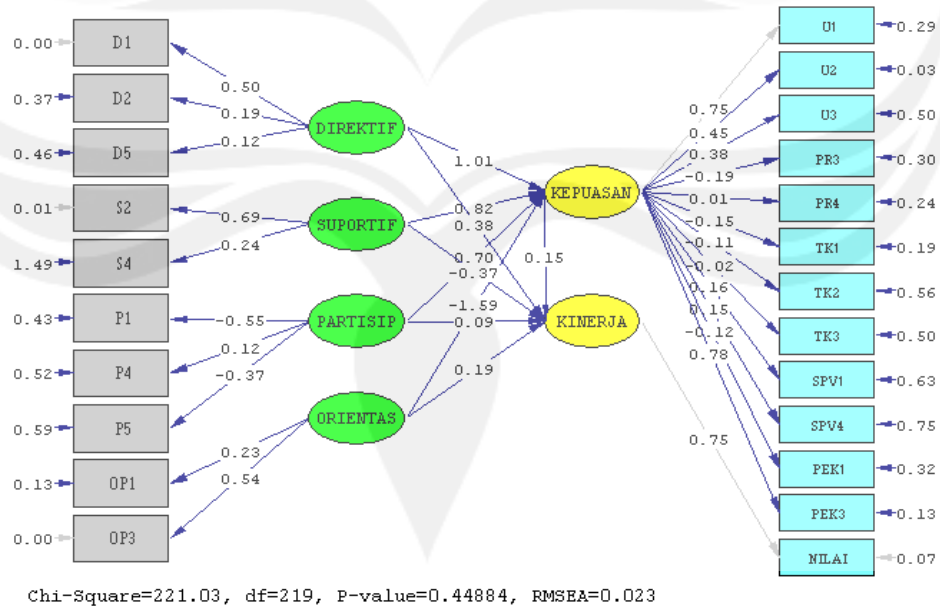 0.00 D1
0.37 D2
0.46 D5
0.01 S2
1.49 S4
0.43 P1
0.52 P4
0.59 P5
0.13 OP1
0.00 OP3
0.50
0.19
0.12
0.69
0.24
-0.55
0.12
-0.37
0.23
0.54
DIREKTIF
SUPORTIF
PARTISIP
ORIENTAS
1.01
0.82
0.38
0.70
-0.37
-1.59
0.09
0.19
0.15
KEPUASAN
KINERJA
0.75
0.45
0.38
-0.19
0.01
0.15
-0.11
-0.02
0.16
0.15
-0.12
0.78
0.75
U1 0.29
U2 0.03
U3 0.50
PR3 0.30
PR4 0.24
TK1 0.19
TK2 0.56
TK3 0.50
SPV1 0.63
SPV4 0.75
PEK1 0.32
PEK3 0.13
NILAI 0.07
Chi-Square=221.03, df=219, P-value=0.44884, RMSEA=0.023